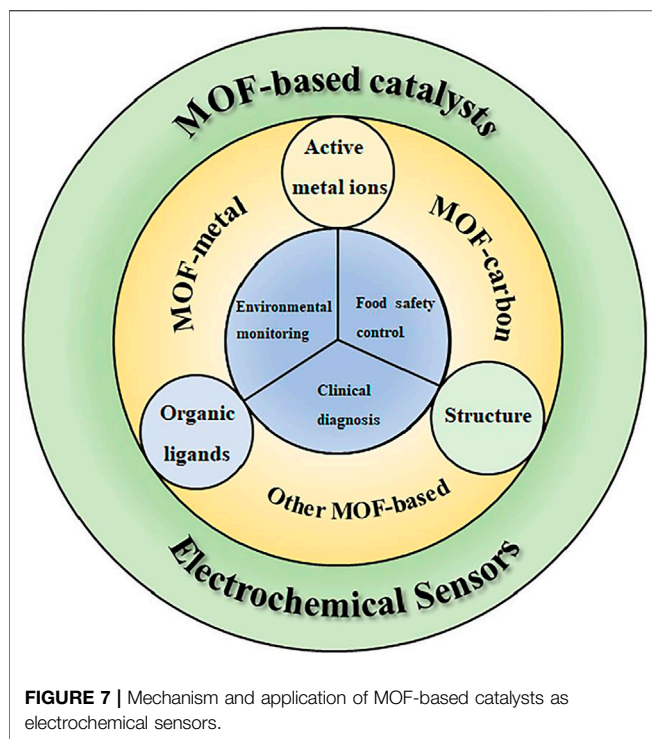 MOF-based catalysts
Active
metal ions
MOF-metal
MOF-carbon
Environmental
monitoring
Food safety
control
Clinical
diagnosis
Organic
ligands
Structure
Other MOF-based
Electrochemical Sensors
FIGURE 7 | Mechanism and application of MOF-based catalysts as
electrochemical sensors.